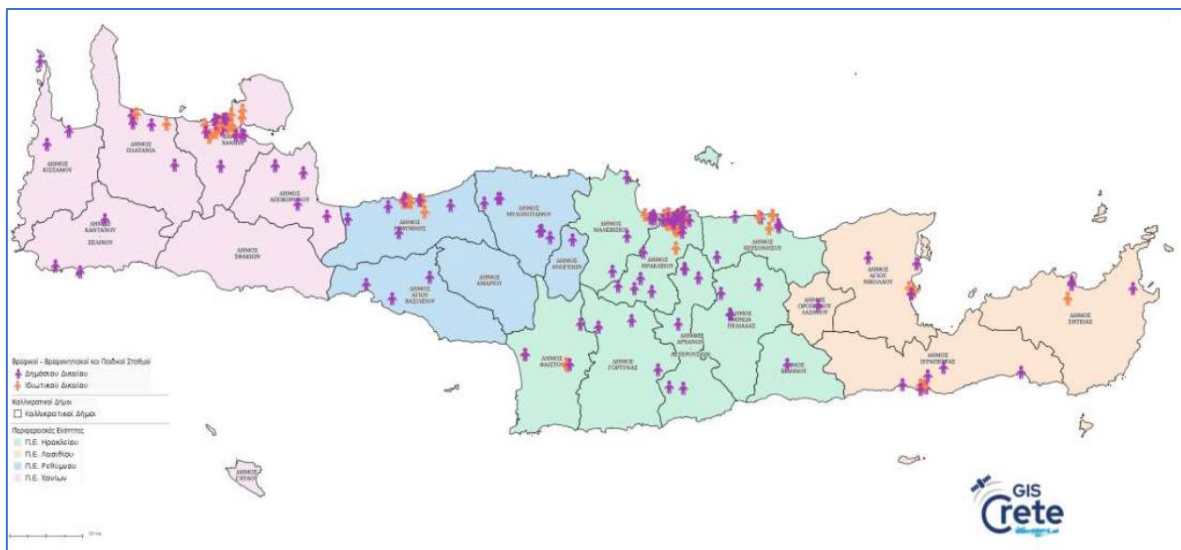 ΔΗΜΟΣ
ΚΙΣΣΑΜΟΥ
ΔΗΜΟΣ
ΠΛΑΤΑΝΙΑ
ΧΑΝΙΩΝ
ΔΗΜΟΣ
ΑΠΟΚΟΡΩΝΟΥ
ΔΗΜΟΣ
ΚΑΝΤΑΝΟΥ
ΣΕΛΙΝΟΥ
ΔΗΜΟΣ
ΣΦΑΚΙΩΝ
ΔΗΜΟΣ
ΡΕΘΥΜΝΗΣ
ΔΗΜΟΣ
ΜΥΛΟΠΟΤΑΜΟΥ
ΔΗΜΟΣ
ΑΝΩΓΕΙΩΝ
ΔΗΜΟΣ
ΑΓΙΟΥ
ΒΑΣΙΛΕΙΟΥ
ΔΗΜΟΣ
ΑΜΑΡΙΟΥ
ΔΗΜΟΣ
ΜΑΛΕΒΙΖΙΟΥ
ΔΗΜΟΣ
ΗΡΑΚΛΕΙΟΥ
ΔΗΜΟΣ
ΧΕΡΣΟΝΗΣΟΥ
ΔΗΜΟΣ
ΦΑΙΣΤΟΥ
ΔΗΜΟΣ
ΓΟΡΤΥΝΑΣ
ΔΗΜΟΣ
ΑΡΧΑΝΩΝ
ΑΣΤΕΡΟΥΣΙΩΝ
ΔΗΜΟΣ
ΜΙΝΩΑ
ΠΕΔΙΑΔΑΣ
ΔΗΜΟΣ
ΒΙΑΝΝΟΥ
ΔΗΜΟΣ
ΟΡΟΠΕΔΙΟΥ
ΛΑΣΙΘΙΟΥ
ΔΗΜΟΣ
ΑΓΙΟΥ
ΝΙΚΟΛΑΟΥ
ΔΗΜΟΣ
ΙΕΡΑΠΕΤΡΑΣ
ΔΗΜΟΣ
ΣΗΤΕΙΑΣ
ΔΗΜΟΣ
ΓΑΥΔΟΥ
Βρεφικοί - Βρεφονηπιακοί και Παιδικοί Σταθμοί
Δημόσιου Δικαίου
Ιδιωτικού Δικαίου
Καλλικρατικοί Δήμοι
Καλλικρατικοί Δήμοι
Περιφερειακές Ενότητες
Π.Ε. Ηρακλείου
Π.Ε. Λασιθίου
Π.Ε. Ρεθύμνου
Π.Ε. Χανίων
GIS
Crete